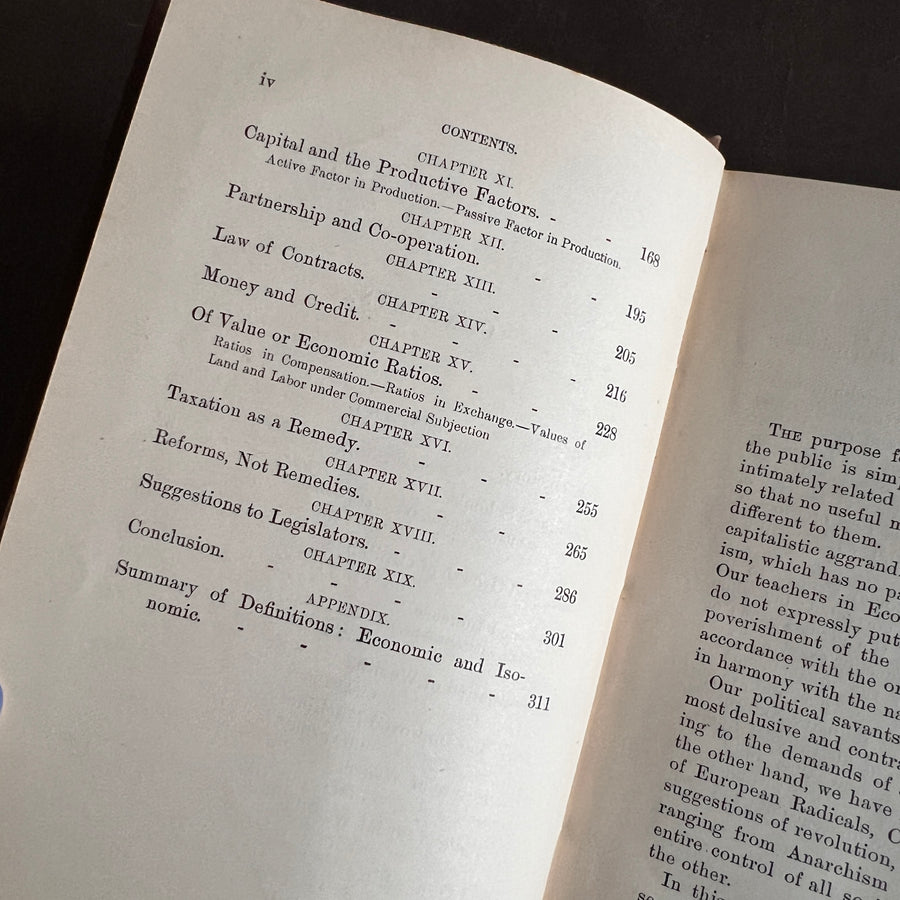 iv
CONTENTS.
CHAPTER XI.
Capital and the Productive Factors. - - 168
Active Factor in Production.—Passive Factor in Production.
CHAPTER XII.
Partnership and Co-operation. - - 195
CHAPTER XIII.
Law of Contracts. - - - 205
CHAPTER XIV.
Money and Credit. - - - - 216
CHAPTER XV.
Of Value or Economic Ratios. - - 228
Ratios in Compensation.—Ratios in Exchange.—Values of
Land and Labor under Commercial Subjection
CHAPTER XVI.
Taxation as a Remedy. - - - 255
CHAPTER XVII.
Reforms, Not Remedies. - - 265
CHAPTER XVIII.
Suggestions to Legislators. - - - 286
CHAPTER XIX.
Conclusion. - - - - 301
APPENDIX.
Summary of Definitions: Economic and Iso-
nomic. - - - - - 311
THE purpose
the public is
intimately related
so that no useful
different to them.
capitalistic
ism, which has no
Our teachers in
do not expressly put
poverishment of the
accordance with the
in harmony with the
Our political savants
most delusive and
ing to the demands of
the other hand, we have
of European Radicals,
suggestions of revolution,
ranging from Anarchism
entire control of all
the other.
In this